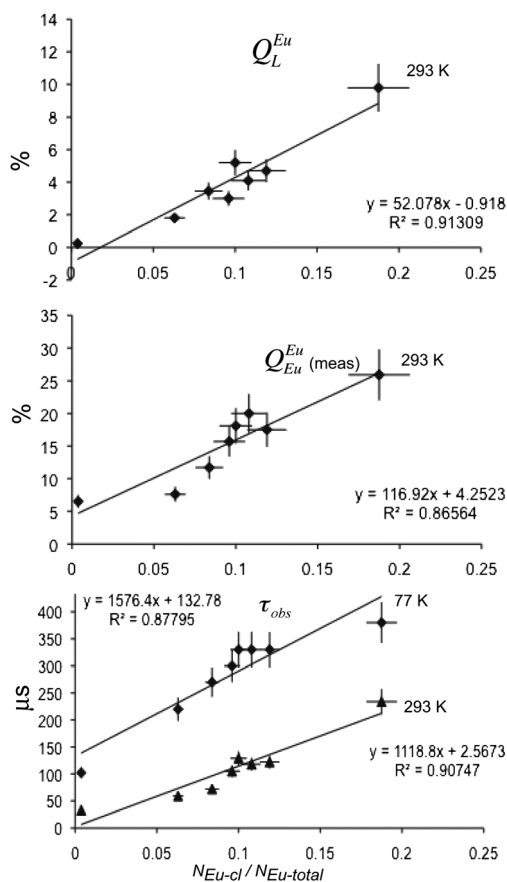 Q_L^Eu
293 K
%
12
10
8
6
4
2
0
-2
y = 52.078x - 0.918
R² = 0.91309
0 0.05 0.1 0.15 0.2 0.25
Q_Eu^Eu (meas)
293 K
%
35
30
25
20
15
10
5
0
y = 116.92x + 4.2523
R² = 0.86564
0 0.05 0.1 0.15 0.2 0.25
y = 1576.4x + 132.78
R² = 0.87795
τ_obs
77 K
μs
400
350
300
250
200
150
100
50
0
293 K
y = 1118.8x + 2.5673
R² = 0.90747
0 0.05 0.1 0.15 0.2 0.25
N_Eu-cl / N_Eu-total